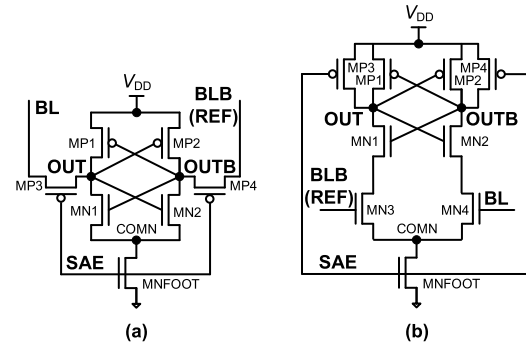 VDD
BL
BLB
(REF)
MP1
MP2
OUT
OUTB
MP3
MP4
MN1
MN2
COMN
SAE
MNFOOT
(a)
VDD
MP3
MP1
MP4
MP2
OUT
OUTB
MN1
MN2
BLB
(REF)
BL
MN3
MN4
COMN
SAE
MNFOOT
(b)